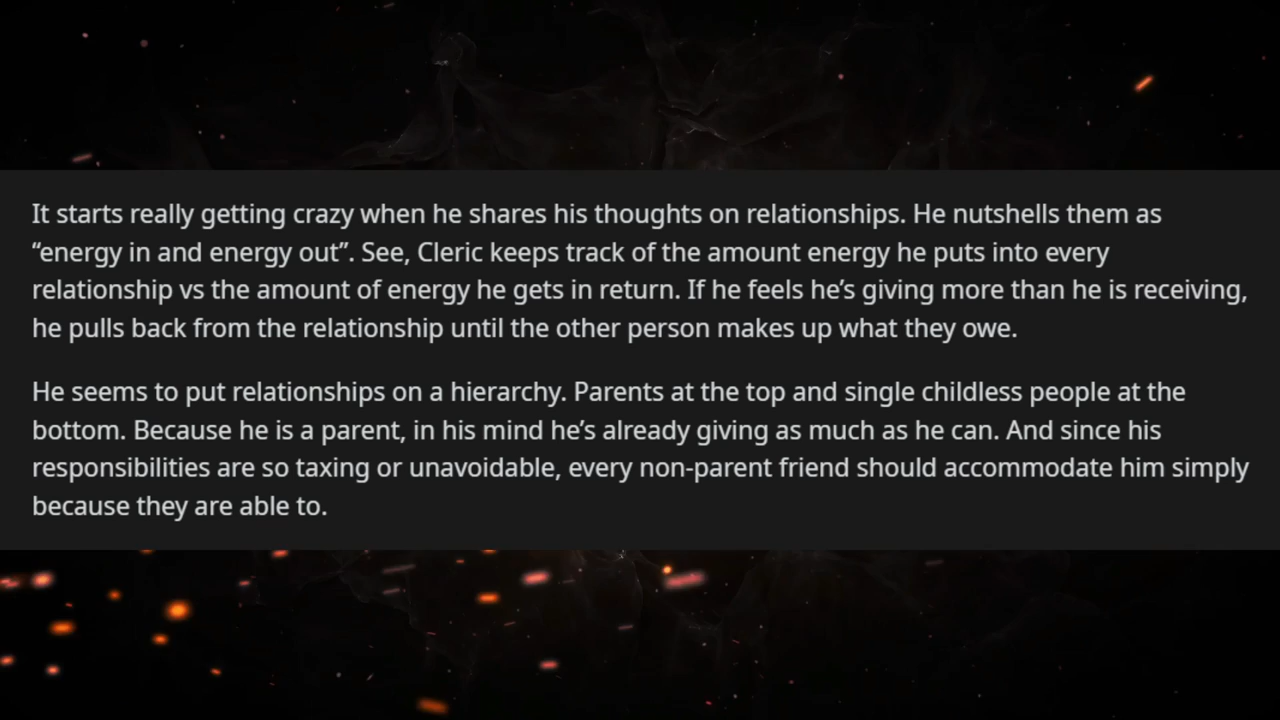 It starts really getting crazy when he shares his thoughts on relationships. He nutshells them as
“energy in and energy out”. See, Cleric keeps track of the amount energy he puts into every
relationship vs the amount of energy he gets in return. If he feels he’s giving more than he is receiving,
he pulls back from the relationship until the other person makes up what they owe.
He seems to put relationships on a hierarchy. Parents at the top and single childless people at the
bottom. Because he is a parent, in his mind he’s already giving as much as he can. And since his
responsibilities are so taxing or unavoidable, every non-parent friend should accommodate him simply
because they are able to.